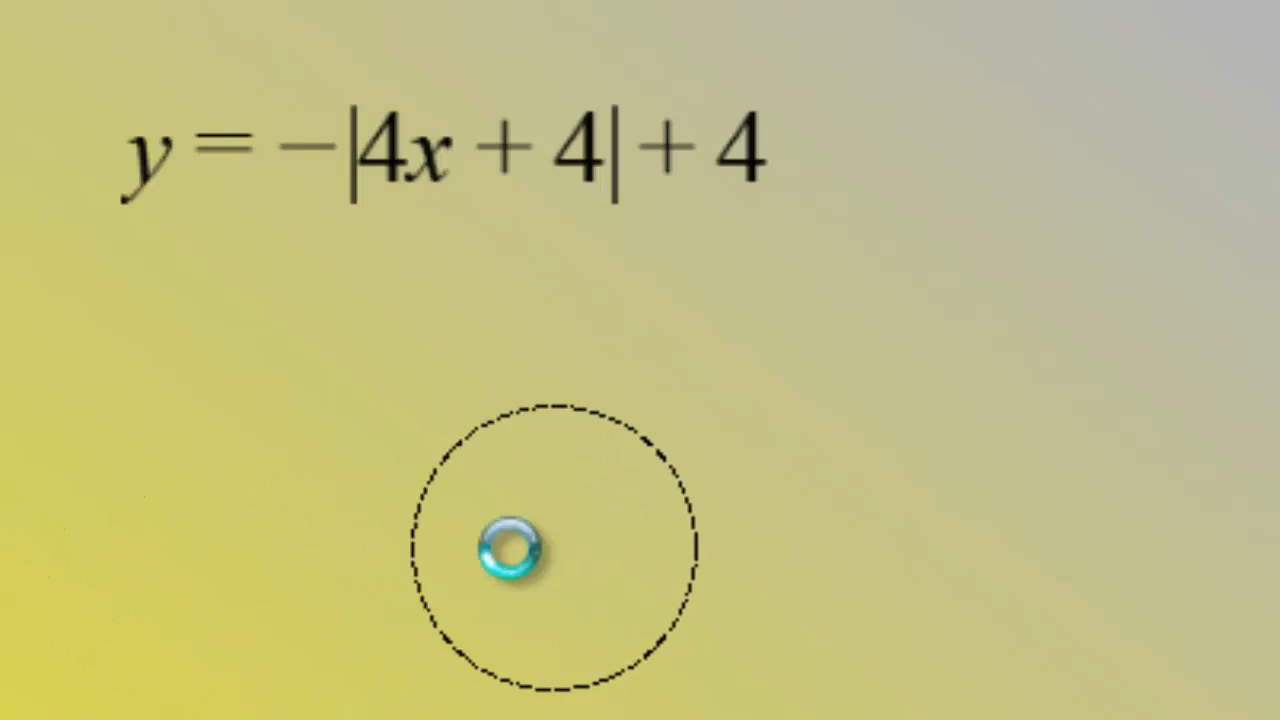 y = −|4x + 4| + 4